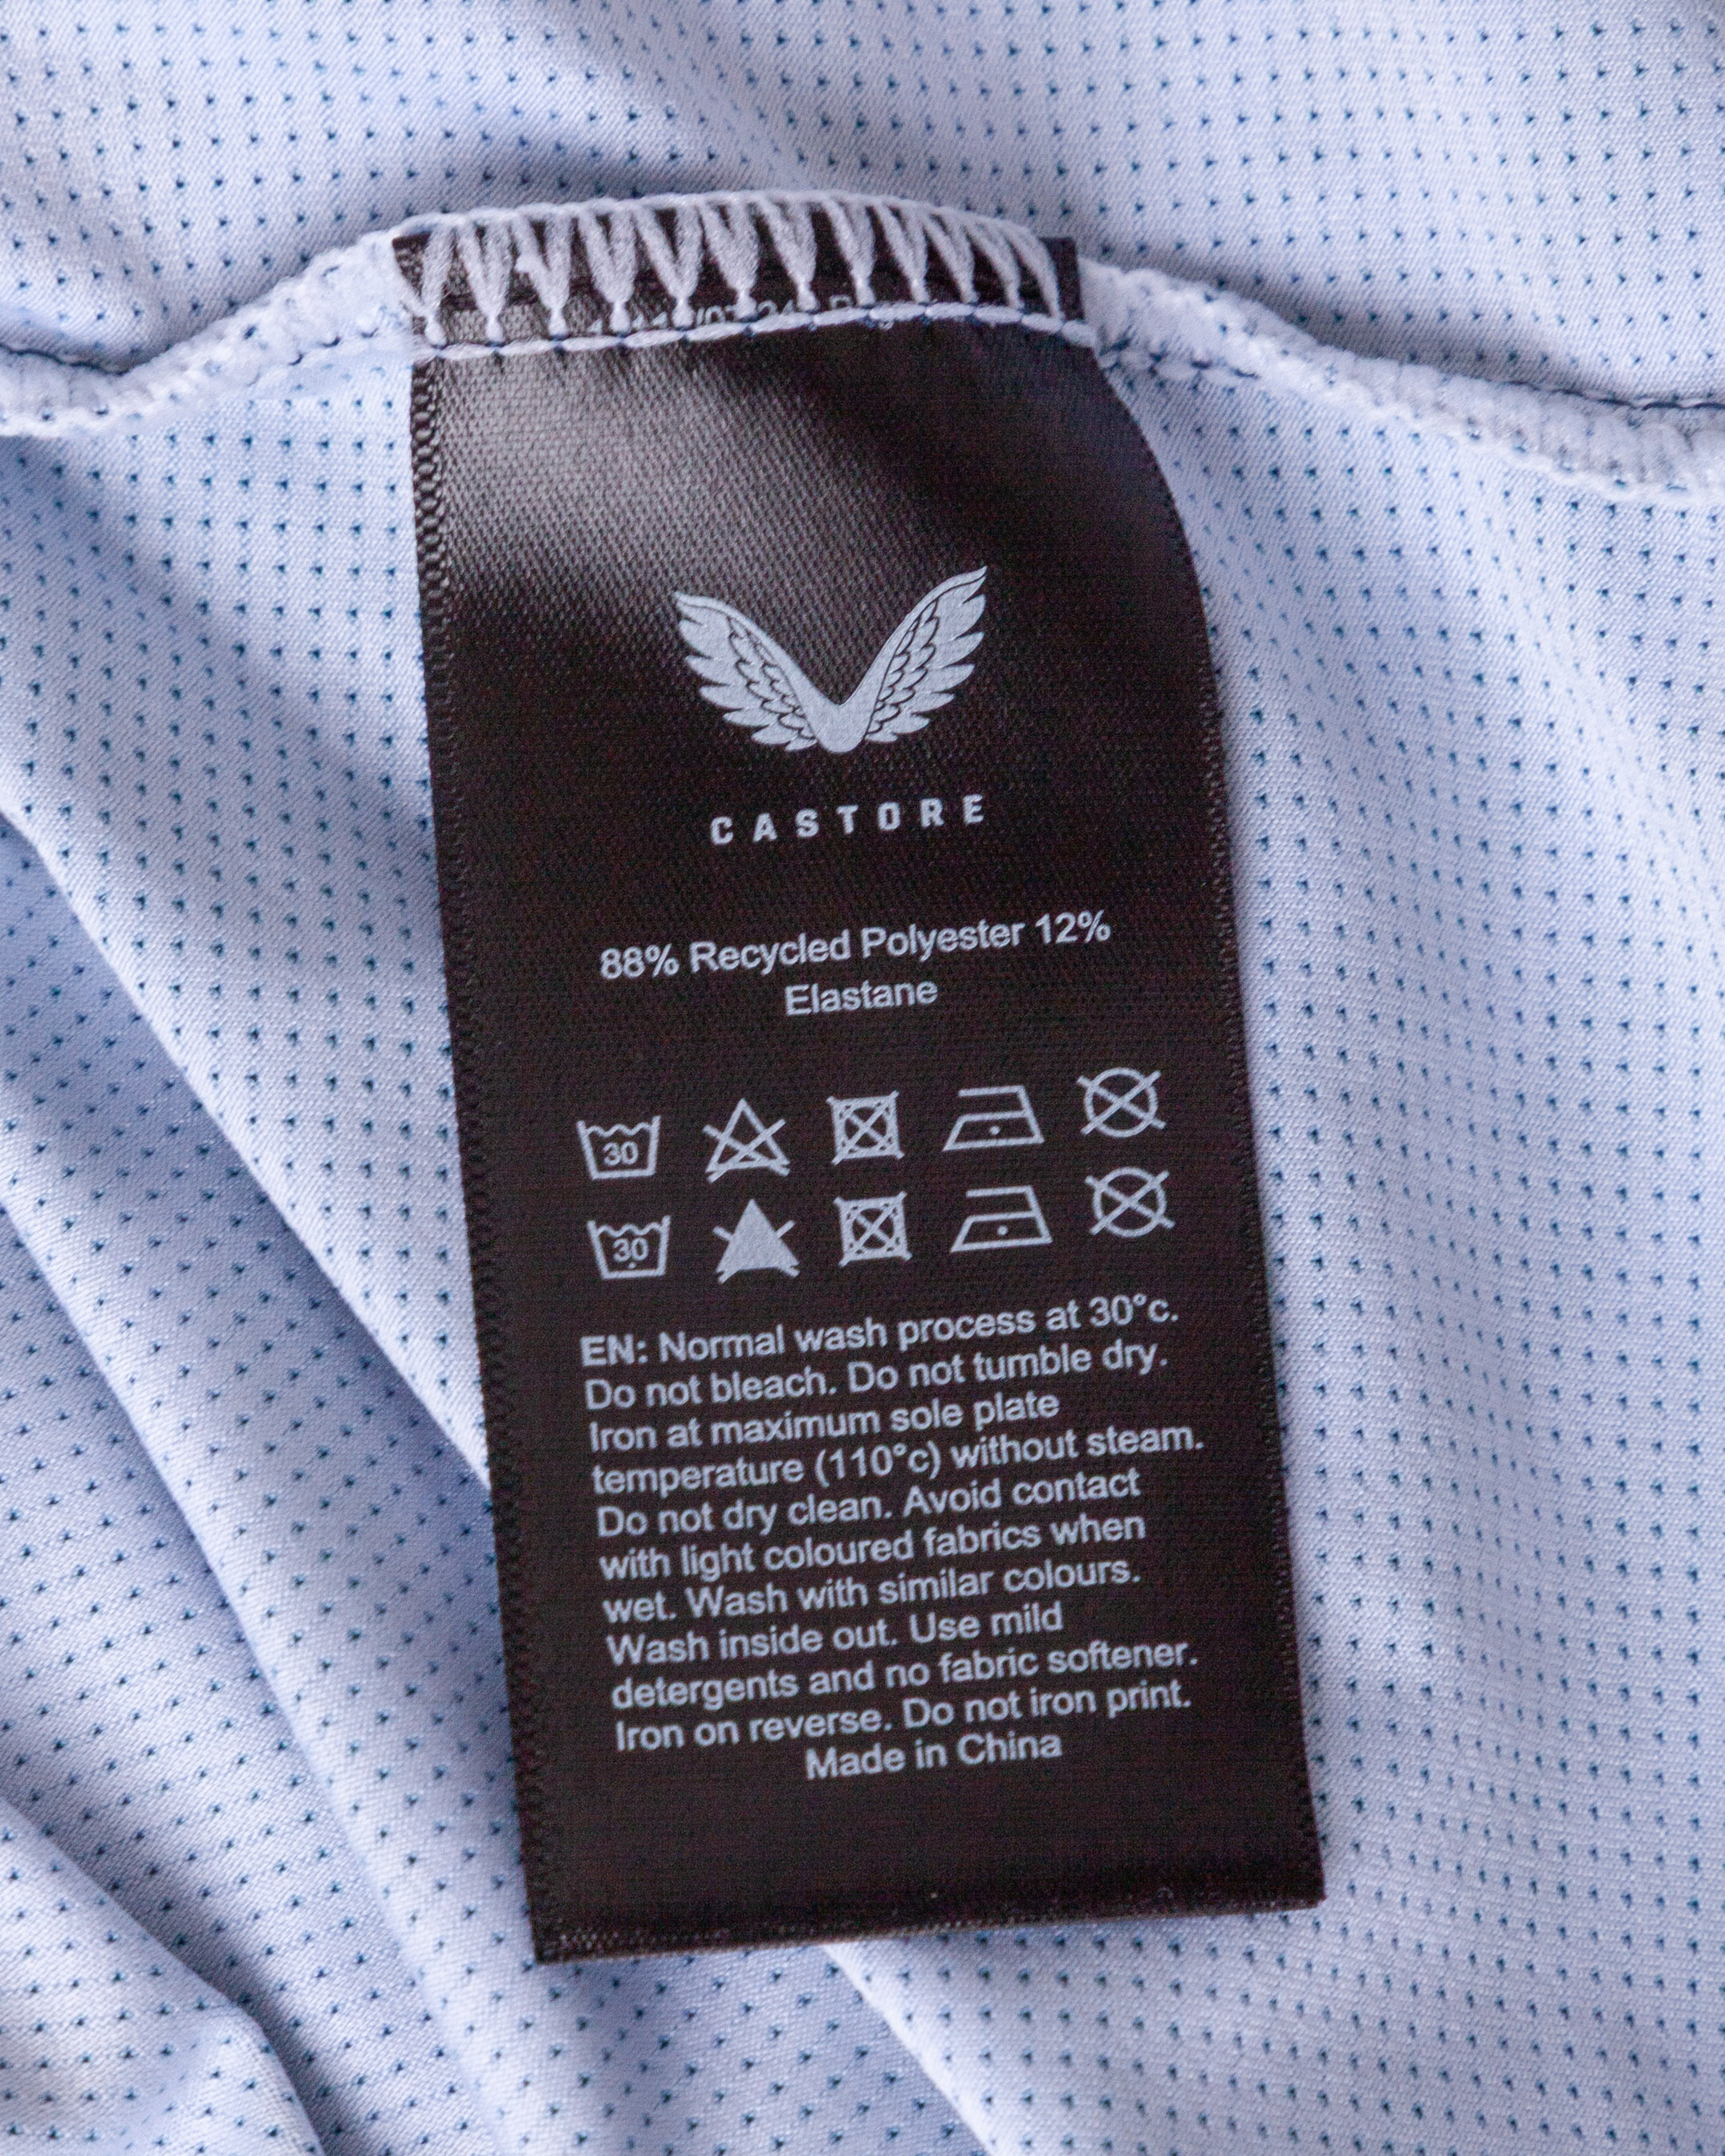 CASTORE
88% Recycled Polyester 12%
Elastane
30
30
EN: Normal wash process at 30°c.
Do not bleach. Do not tumble dry.
Iron at maximum sole plate
temperature (110°c) without steam.
Do not dry clean. Avoid contact
with light coloured fabrics when
wet. Wash with similar colours.
Wash inside out. Use mild
detergents and no fabric softener.
Iron on reverse. Do not iron print.
Made in China